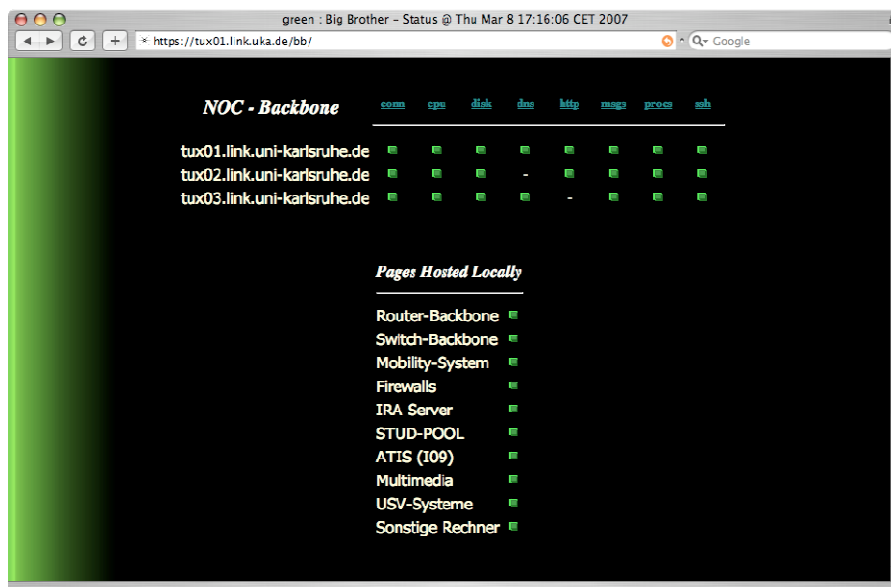 green : Big Brother - Status @ Thu Mar 8 17:16:06 CET 2007
https://tux01.link.uka.de/bb/
Google
NOC - Backbone conn cpu disk dns http msgs procs ssh
tux01.link.uni-karlsruhe.de
tux02.link.uni-karlsruhe.de -
tux03.link.uni-karlsruhe.de -
Pages Hosted Locally
Router-Backbone
Switch-Backbone
Mobility-System
Firewalls
IRA Server
STUD-POOL
ATIS (I09)
Multimedia
USV-Systeme
Sonstige Rechner